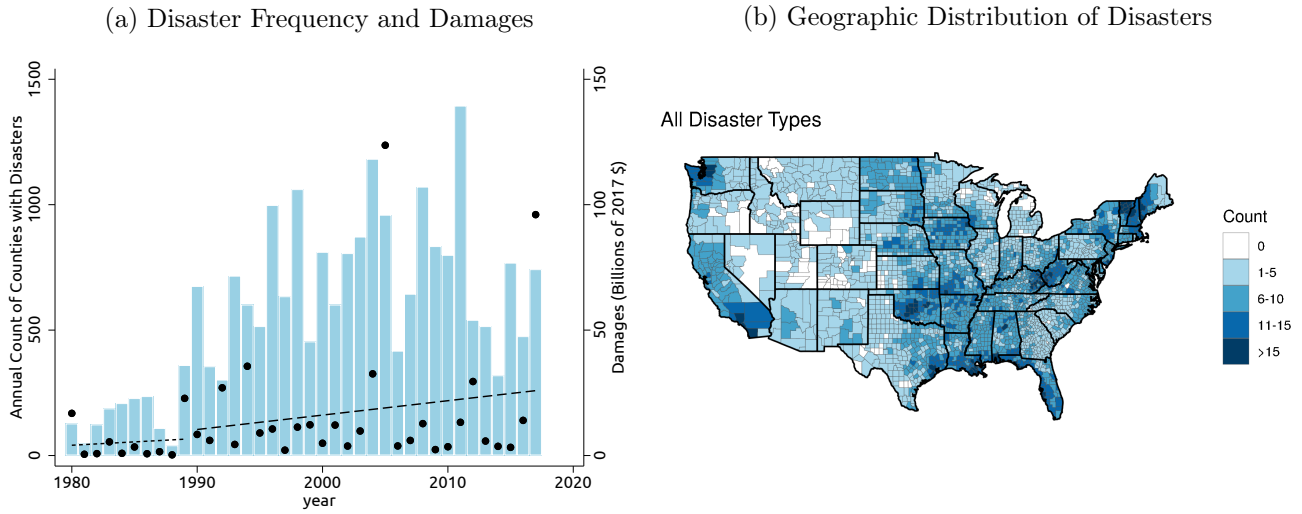 (a) Disaster Frequency and Damages
Annual Count of Counties with Disasters
1500
1000
500
0
150
100
50
0
Damages (Billions of 2017 $)
1980
1990
2000
2010
2020
year
(b) Geographic Distribution of Disasters
All Disaster Types
Count
0
1-5
6-10
11-15
>15